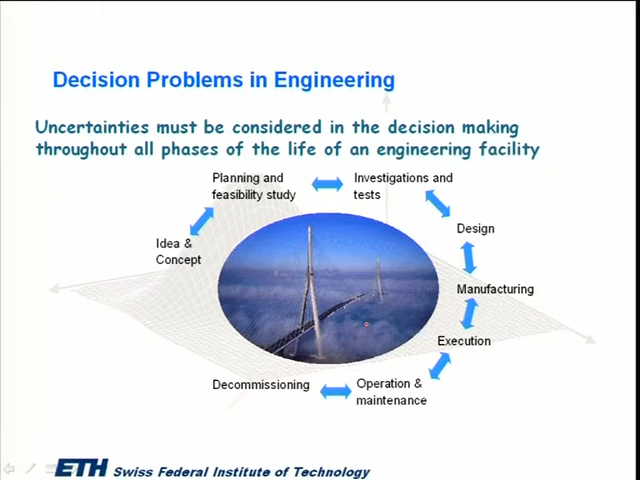 Decision Problems in Engineering
Uncertainties must be considered in the decision making
throughout all phases of the life of an engineering facility
Planning and
feasibility study
Investigations and
tests
Design
Idea &
Concept
Manufacturing
Execution
Decommissioning
Operation &
maintenance
ETH Swiss Federal Institute of Technology